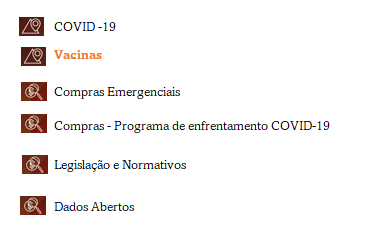 COVID -19
Vacinas
Compras Emergenciais
Compras - Programa de enfrentamento COVID-19
Legislação e Normativos
Dados Abertos